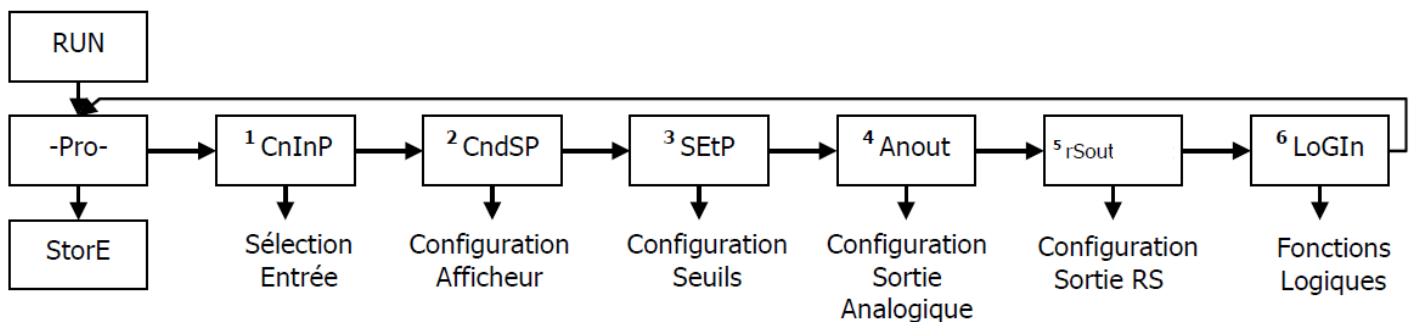 RUN
-Pro-
1 CnInP
2 CndSP
3 SEtP
4 Anout
5 rSout
6 LoGIn
StorE
Sélection
Entrée
Configuration
Afficheur
Configuration
Seuils
Configuration
Sortie
Analogique
Configuration
Sortie RS
Fonctions
Logiques